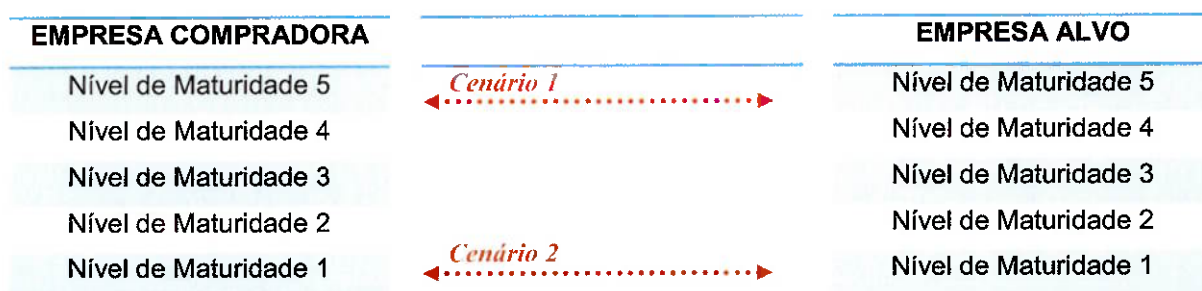 EMPRESA COMPRADORA EMPRESA ALVO
Nível de Maturidade 5 Cenário 1 Nível de Maturidade 5
Nível de Maturidade 4 Nível de Maturidade 4
Nível de Maturidade 3 Nível de Maturidade 3
Nível de Maturidade 2 Nível de Maturidade 2
Nível de Maturidade 1 Cenário 2 Nível de Maturidade 1